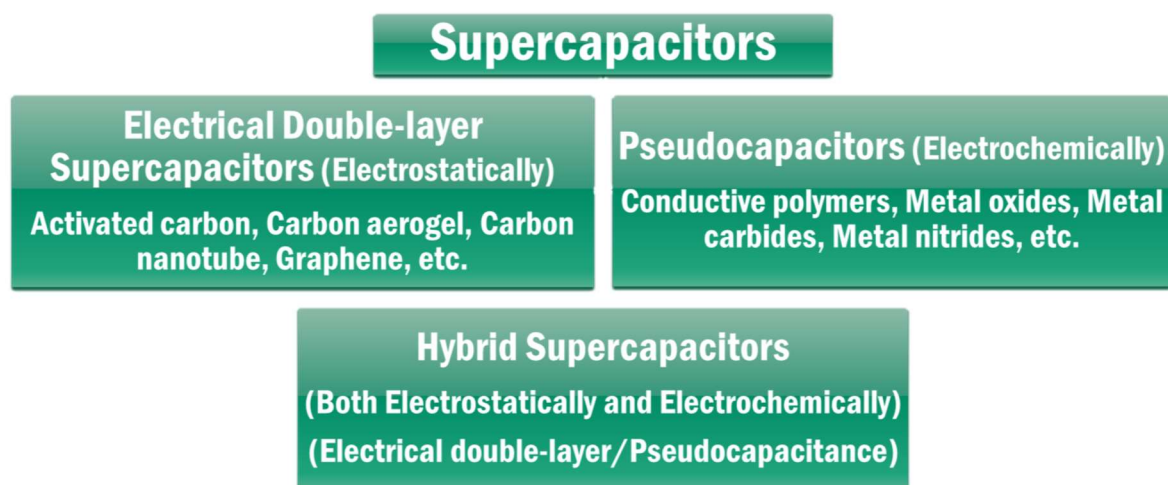 Supercapacitors
Electrical Double-layer
Supercapacitors (Electrostatically)
Activated carbon, Carbon aerogel, Carbon
nanotube, Graphene, etc.
Pseudocapacitors (Electrochemically)
Conductive polymers, Metal oxides, Metal
carbides, Metal nitrides, etc.
Hybrid Supercapacitors
(Both Electrostatically and Electrochemically)
(Electrical double-layer/Pseudocapacitance)